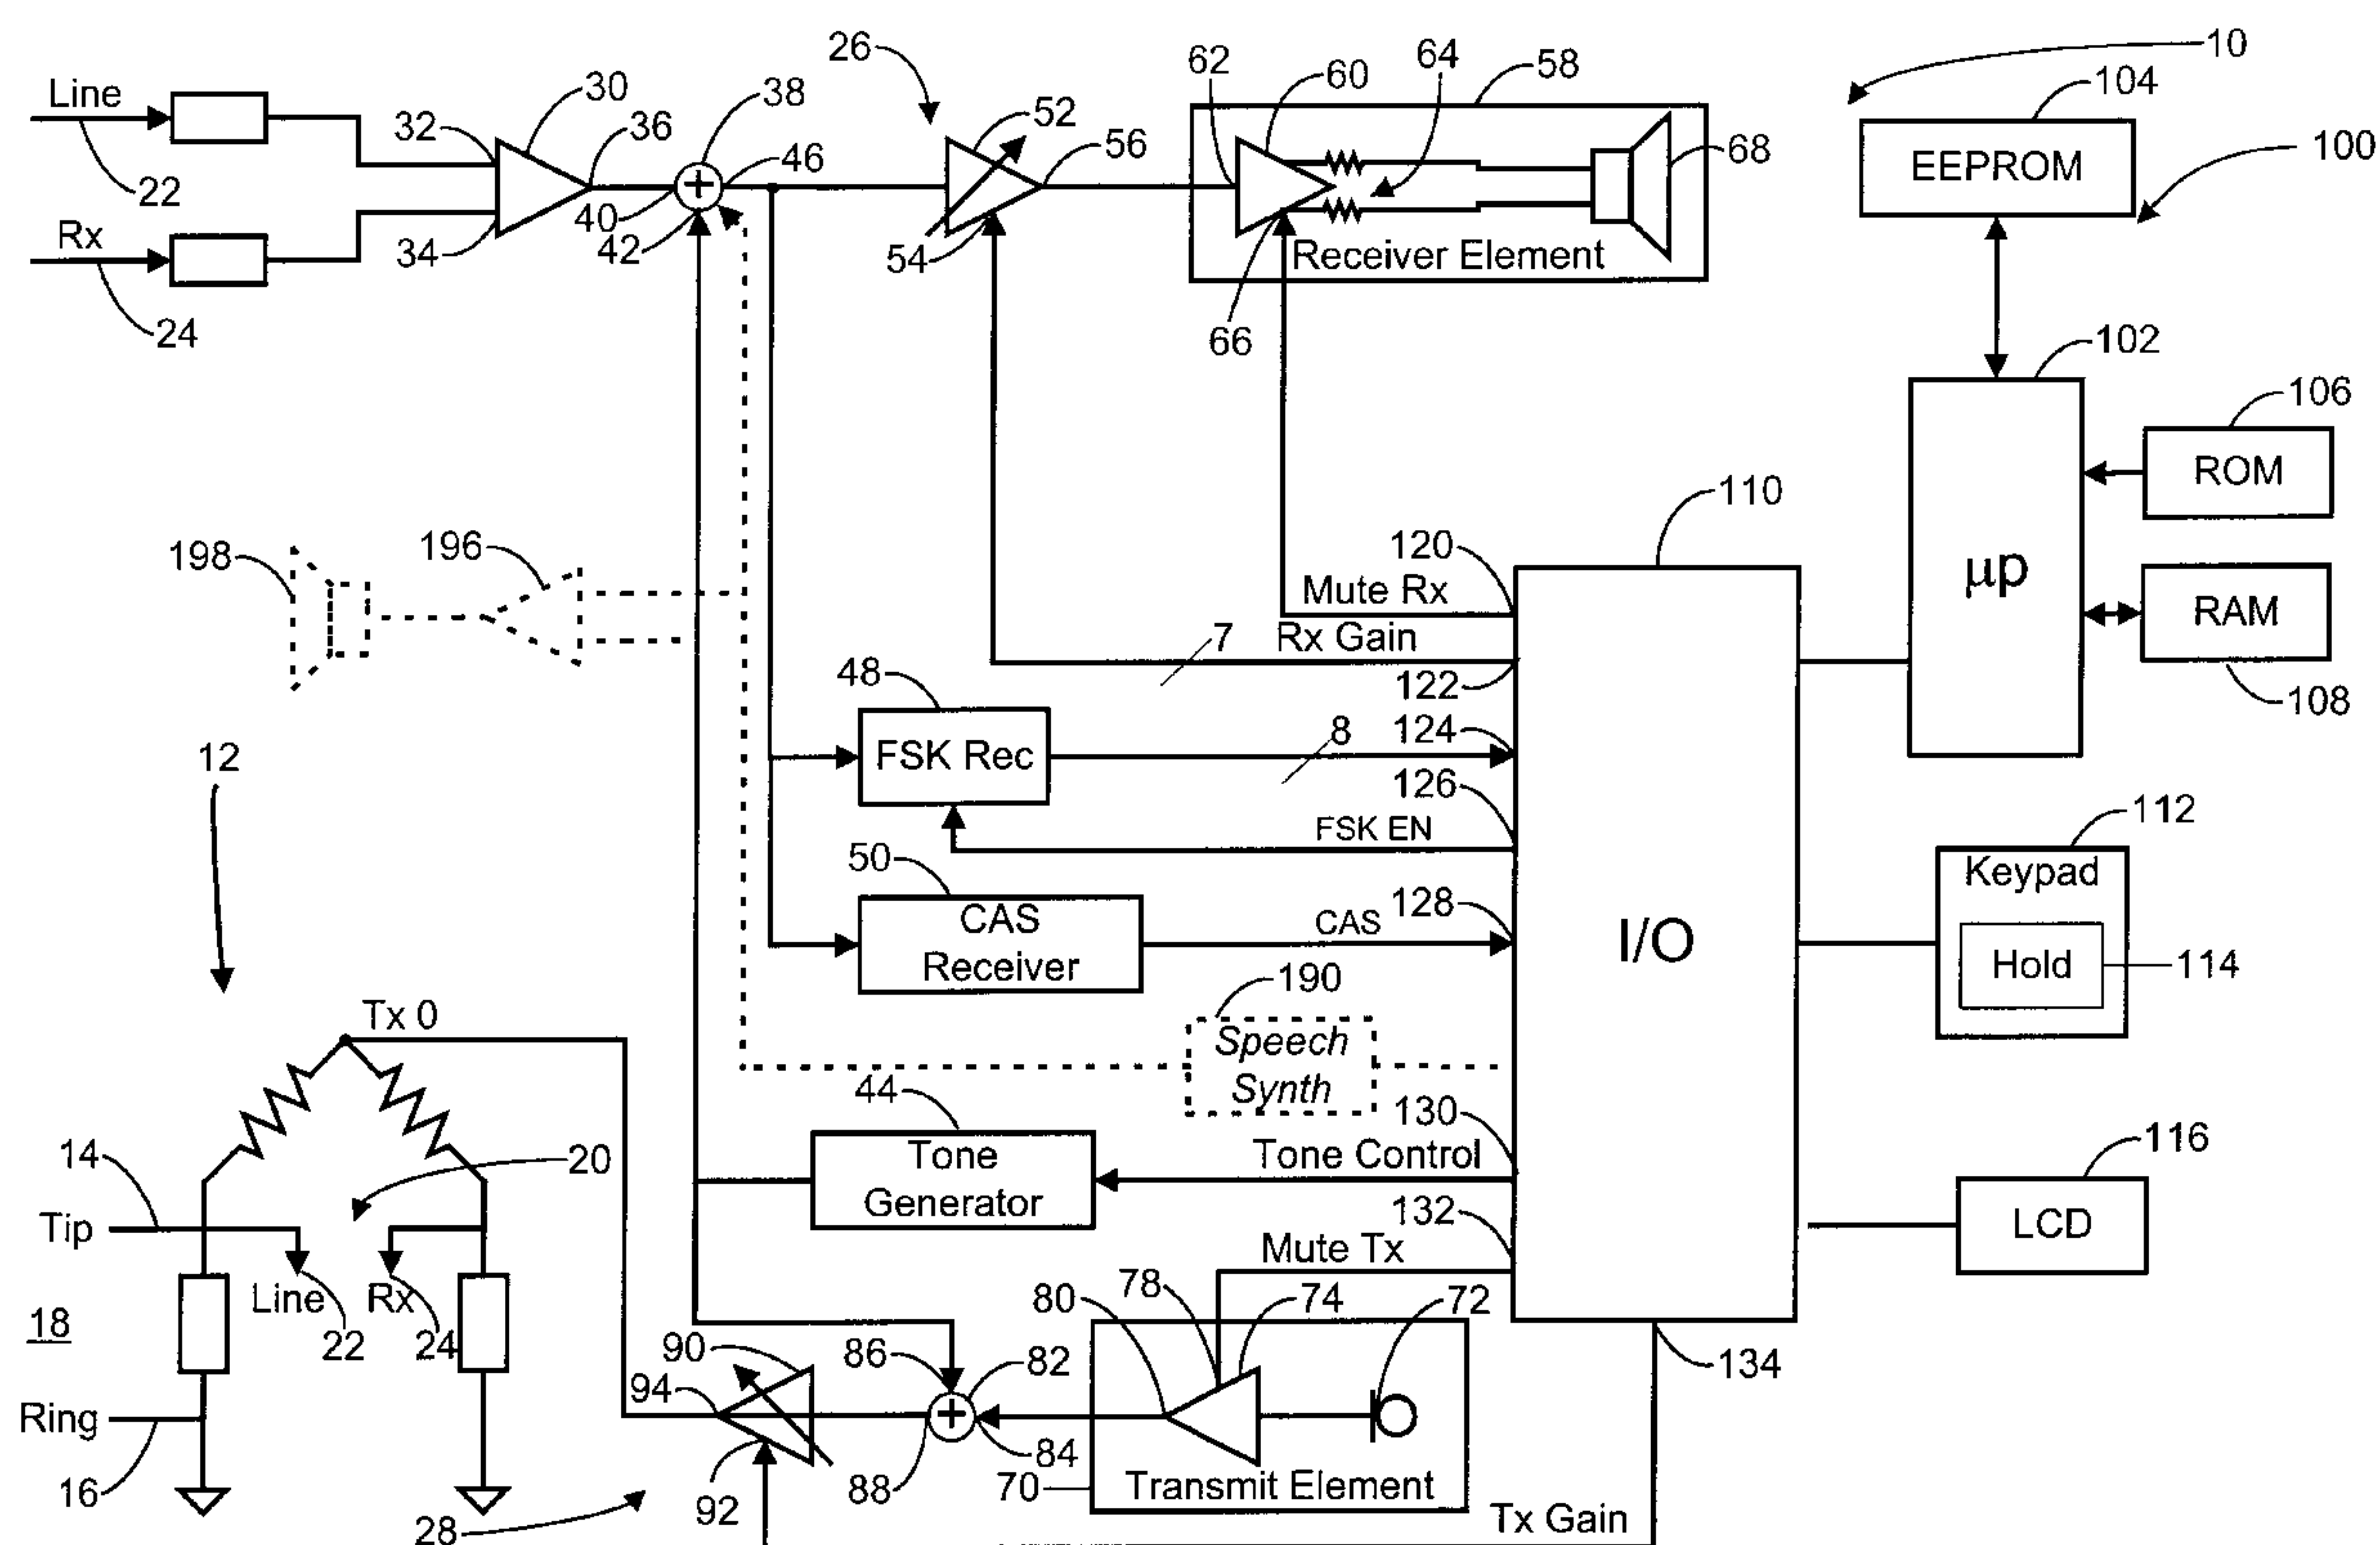 26
62
60
64
58
10
104
Line
30
38
52
EEPROM
100
32
36
46
56
68
22
40
Rx
34
42
54
Receiver Element
24
66
102
106
ROM
110
198
196
120
μp
Mute Rx
RAM
7
Rx Gain
48
122
108
12
FSK Rec
8
124
126
112
FSK EN
50
Keypad
CAS
Receiver
CAS
128
I/O
Hold
114
190
Tx 0
Speech
Synth
44
130
14
20
Tone
Generator
Tone Control
116
Tip
132
LCD
Mute Tx
Line
Rx
80
78
74
72
18
22
24
90
86
82
134
94
Ring
84
16
92
88
70
Transmit Element
28
Tx Gain